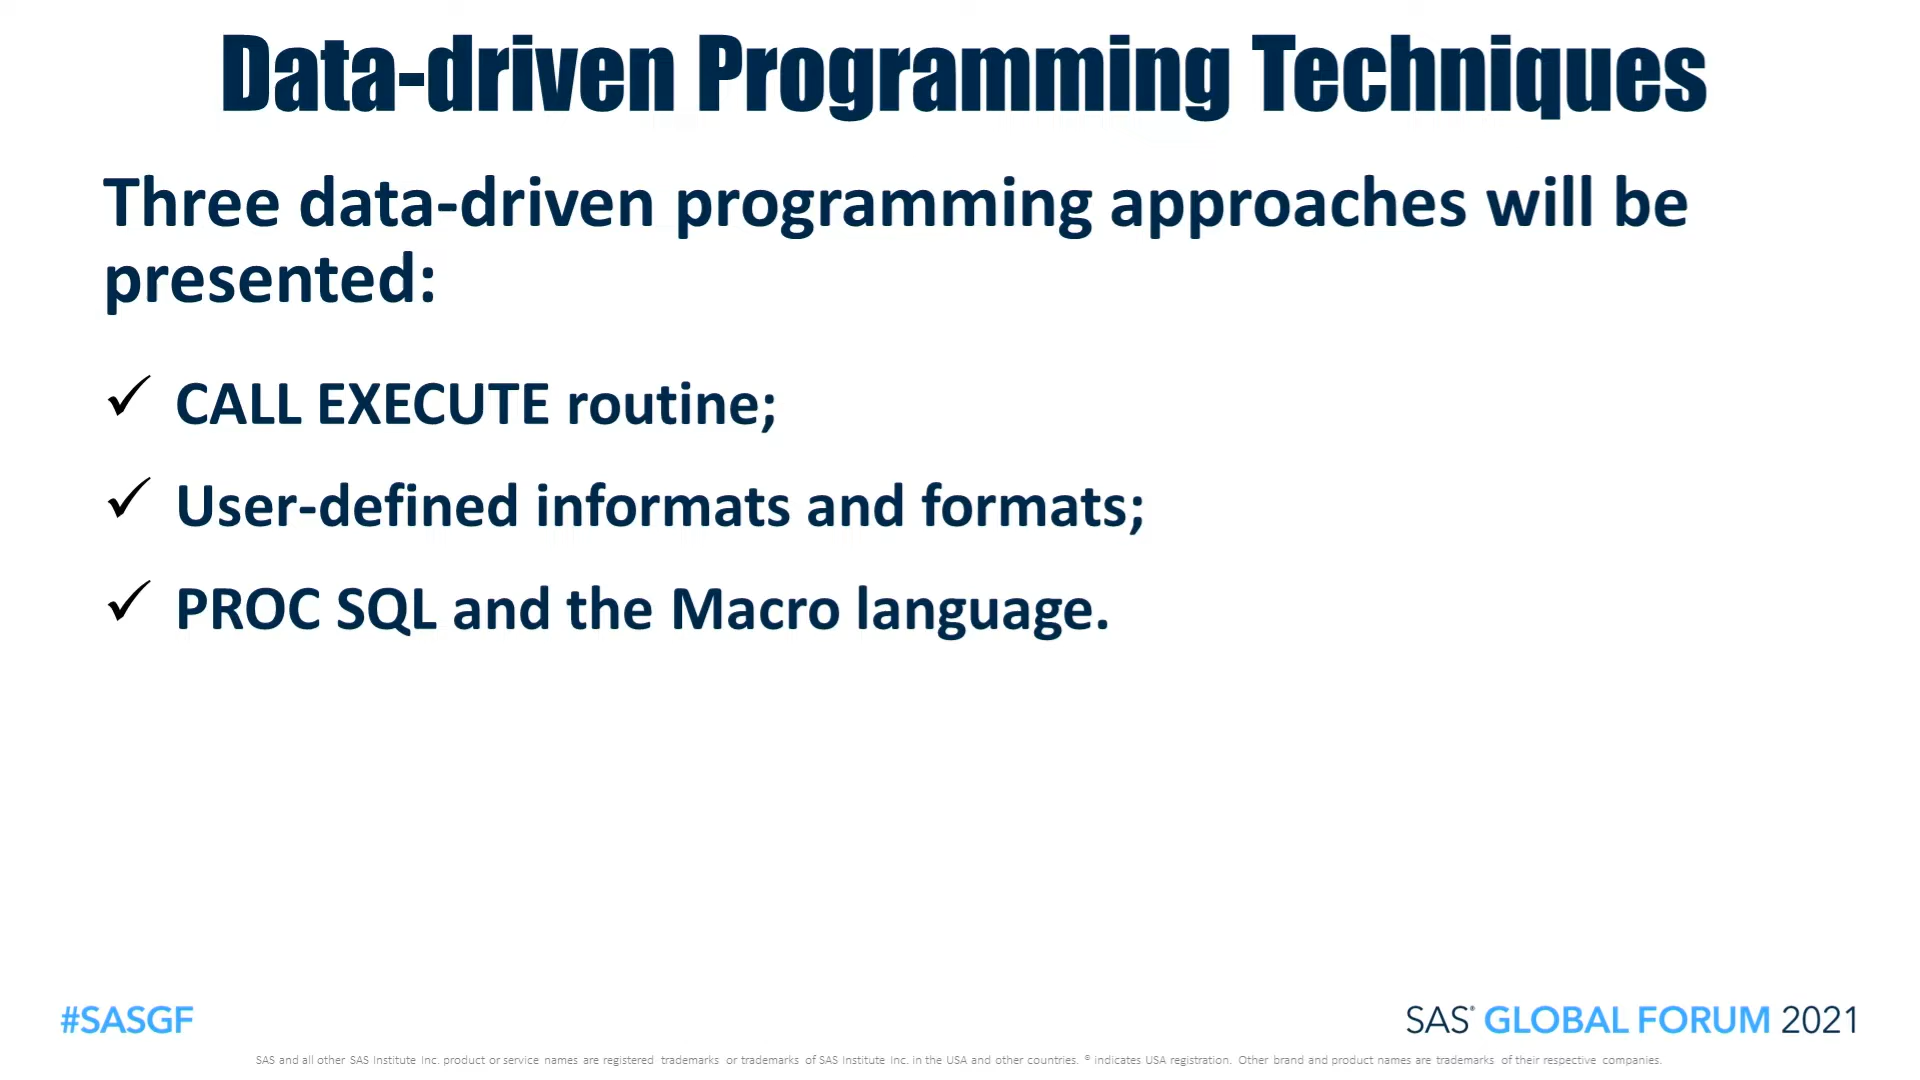 Data-driven Programming Techniques
Three data-driven programming approaches will be
presented:
✓ CALL EXECUTE routine;
✓ User-defined informats and formats;
✓ PROC SQL and the Macro language.
#SASGF
SAS® GLOBAL FORUM 2021
SAS and all other SAS Institute Inc. product or service names are registered trademarks or trademarks of SAS Institute Inc. in the USA and other countries. ® indicates USA registration. Other brand and product names are trademarks of their respective companies.